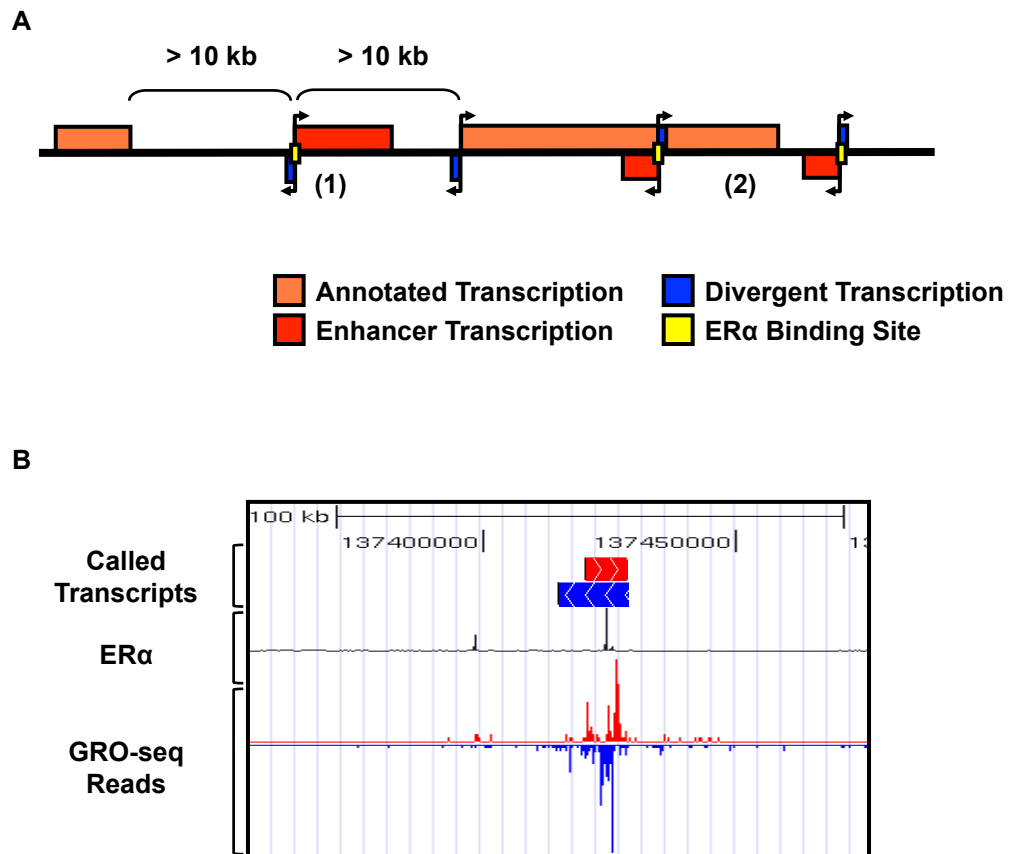 A
> 10 kb > 10 kb
(1) (2)
Annotated Transcription Divergent Transcription
Enhancer Transcription ERα Binding Site
B
100 kb
137400000 137450000
Called
Transcripts
ERα
GRO-seq
Reads